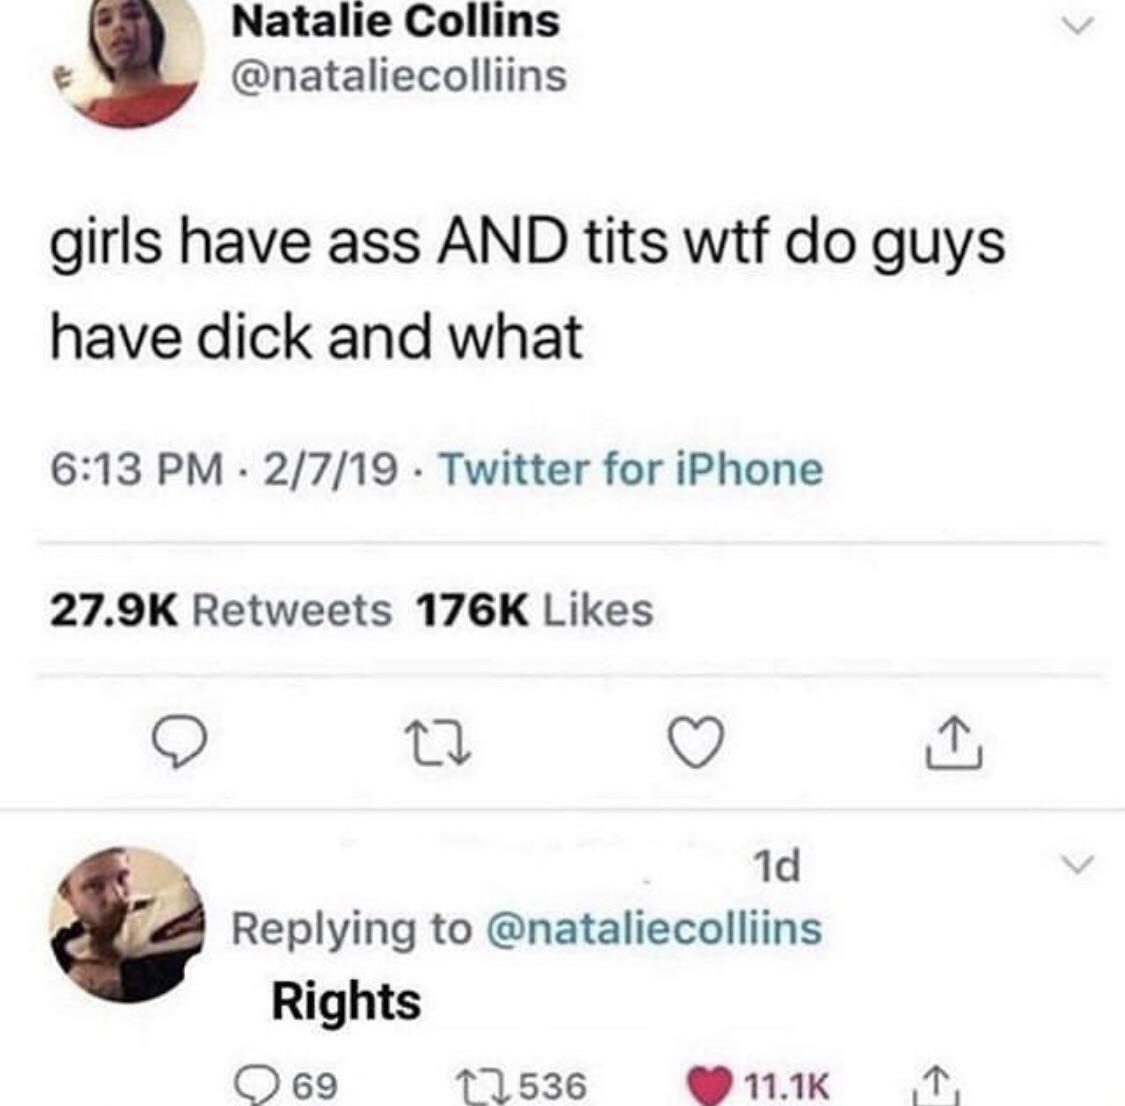 Natalie Collins
@nataliecolliins
girls have ass AND tits wtf do guys
have dick and what
6:13 PM · 2/7/19 · Twitter for iPhone
27.9K Retweets 176K Likes
1d
Replying to @nataliecolliins
Rights
69 536 11.1K